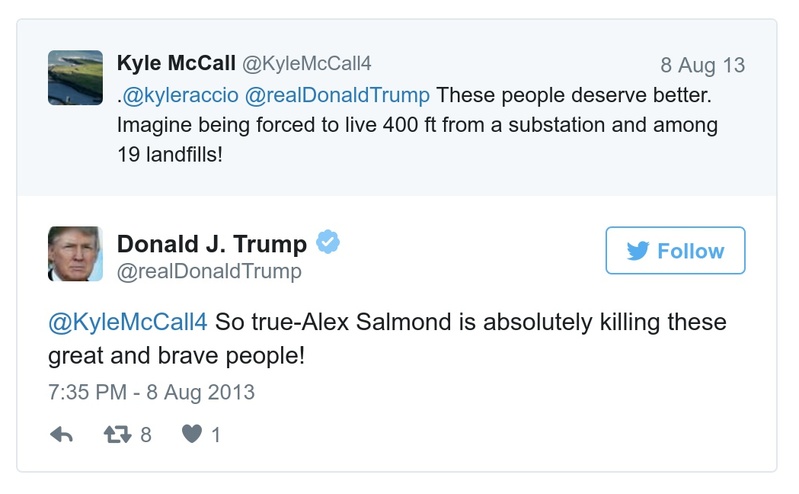 Kyle McCall @KyleMcCall4 8 Aug 13
.@kyleraccio @realDonaldTrump These people deserve better.
Imagine being forced to live 400 ft from a substation and among
19 landfills!
Donald J. Trump
@realDonaldTrump
Follow
@KyleMcCall4 So true-Alex Salmond is absolutely killing these
great and brave people!
7:35 PM - 8 Aug 2013
8 1